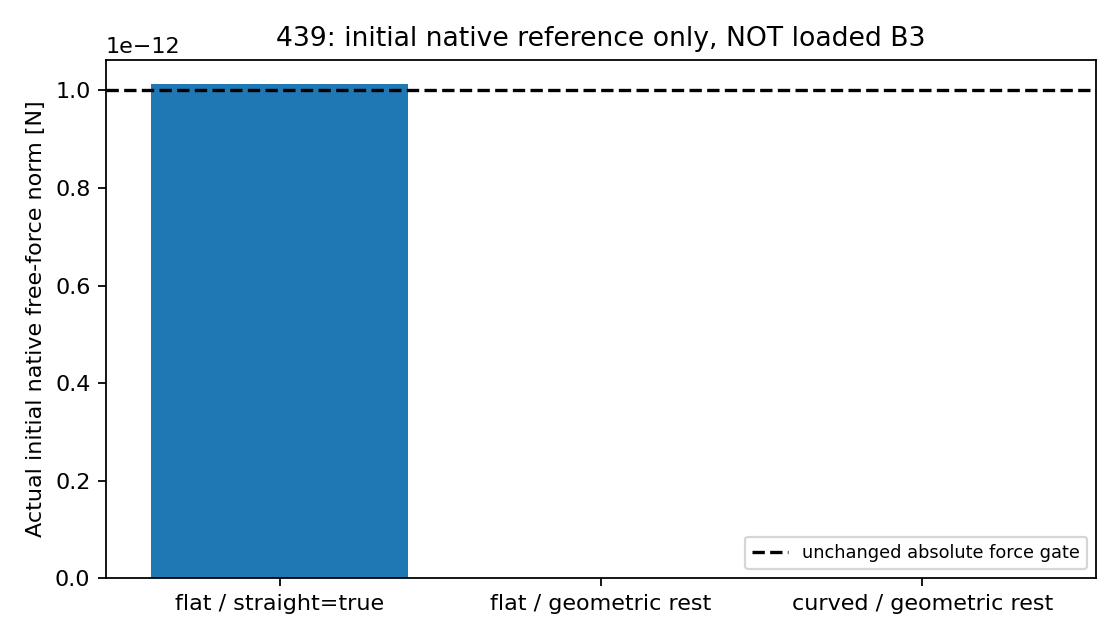 439: initial native reference only, NOT loaded B3
1e−12
Actual initial native free-force norm [N]
1.0
0.8
0.6
0.4
0.2
0.0
unchanged absolute force gate
flat / straight=true
flat / geometric rest
curved / geometric rest